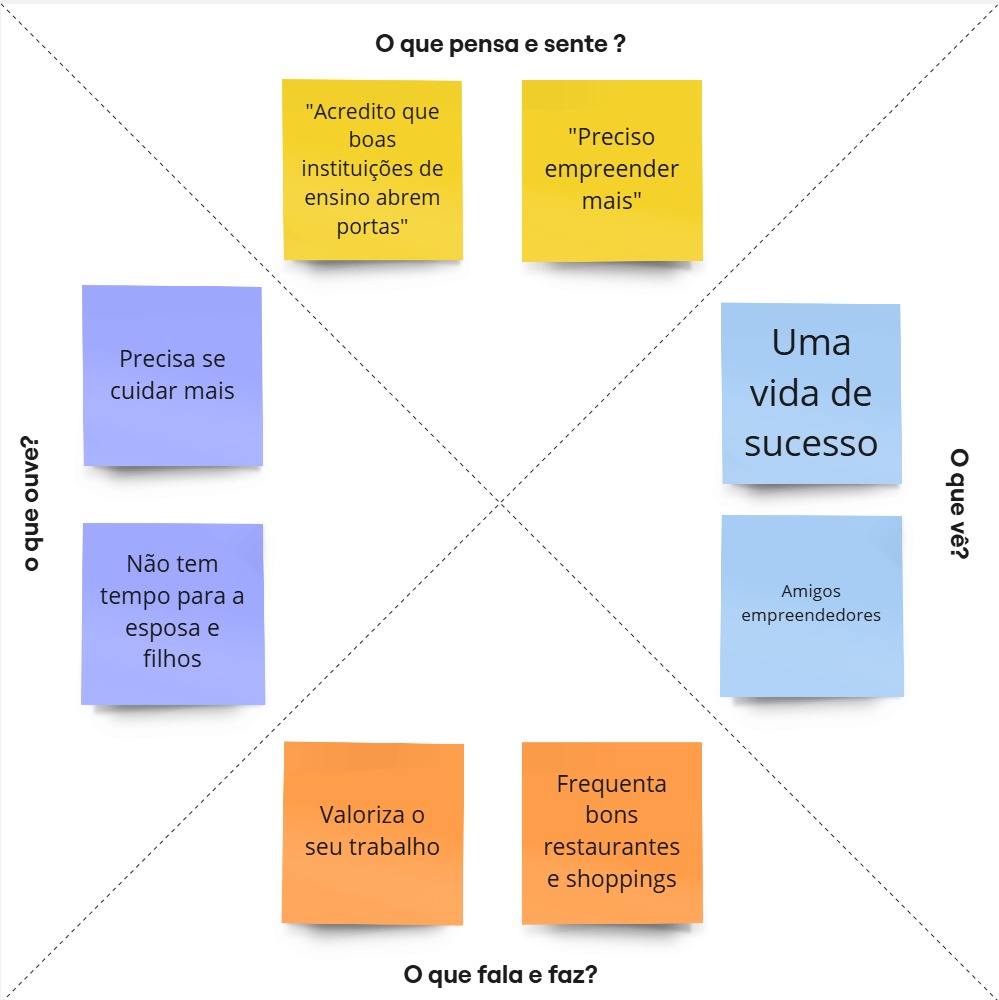 O que pensa e sente ?
"Acredito que
boas
instituições de
ensino abrem
portas"
"Preciso
empreender
mais"
o que ouve?
Precisa se
cuidar mais
Não tem
tempo para a
esposa e
filhos
Uma
vida de
sucesso
Amigos
empreendedores
O que vê?
Valoriza o
seu trabalho
Frequenta
bons
restaurantes
e shoppings
O que fala e faz?